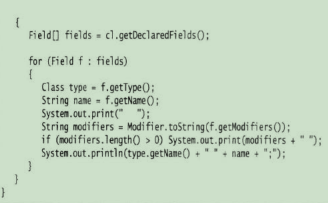 {
Field[] fields = cl.getDeclaredFields();
for (Field f : fields)
{
Class type = f.getType();
String name = f.getName();
System.out.print("   ");
String modifiers = Modifier.toString(f.getModifiers());
if (modifiers.length() > 0) System.out.print(modifiers + " ");
System.out.println(type.getName() + " " + name + ";");
}
}
}